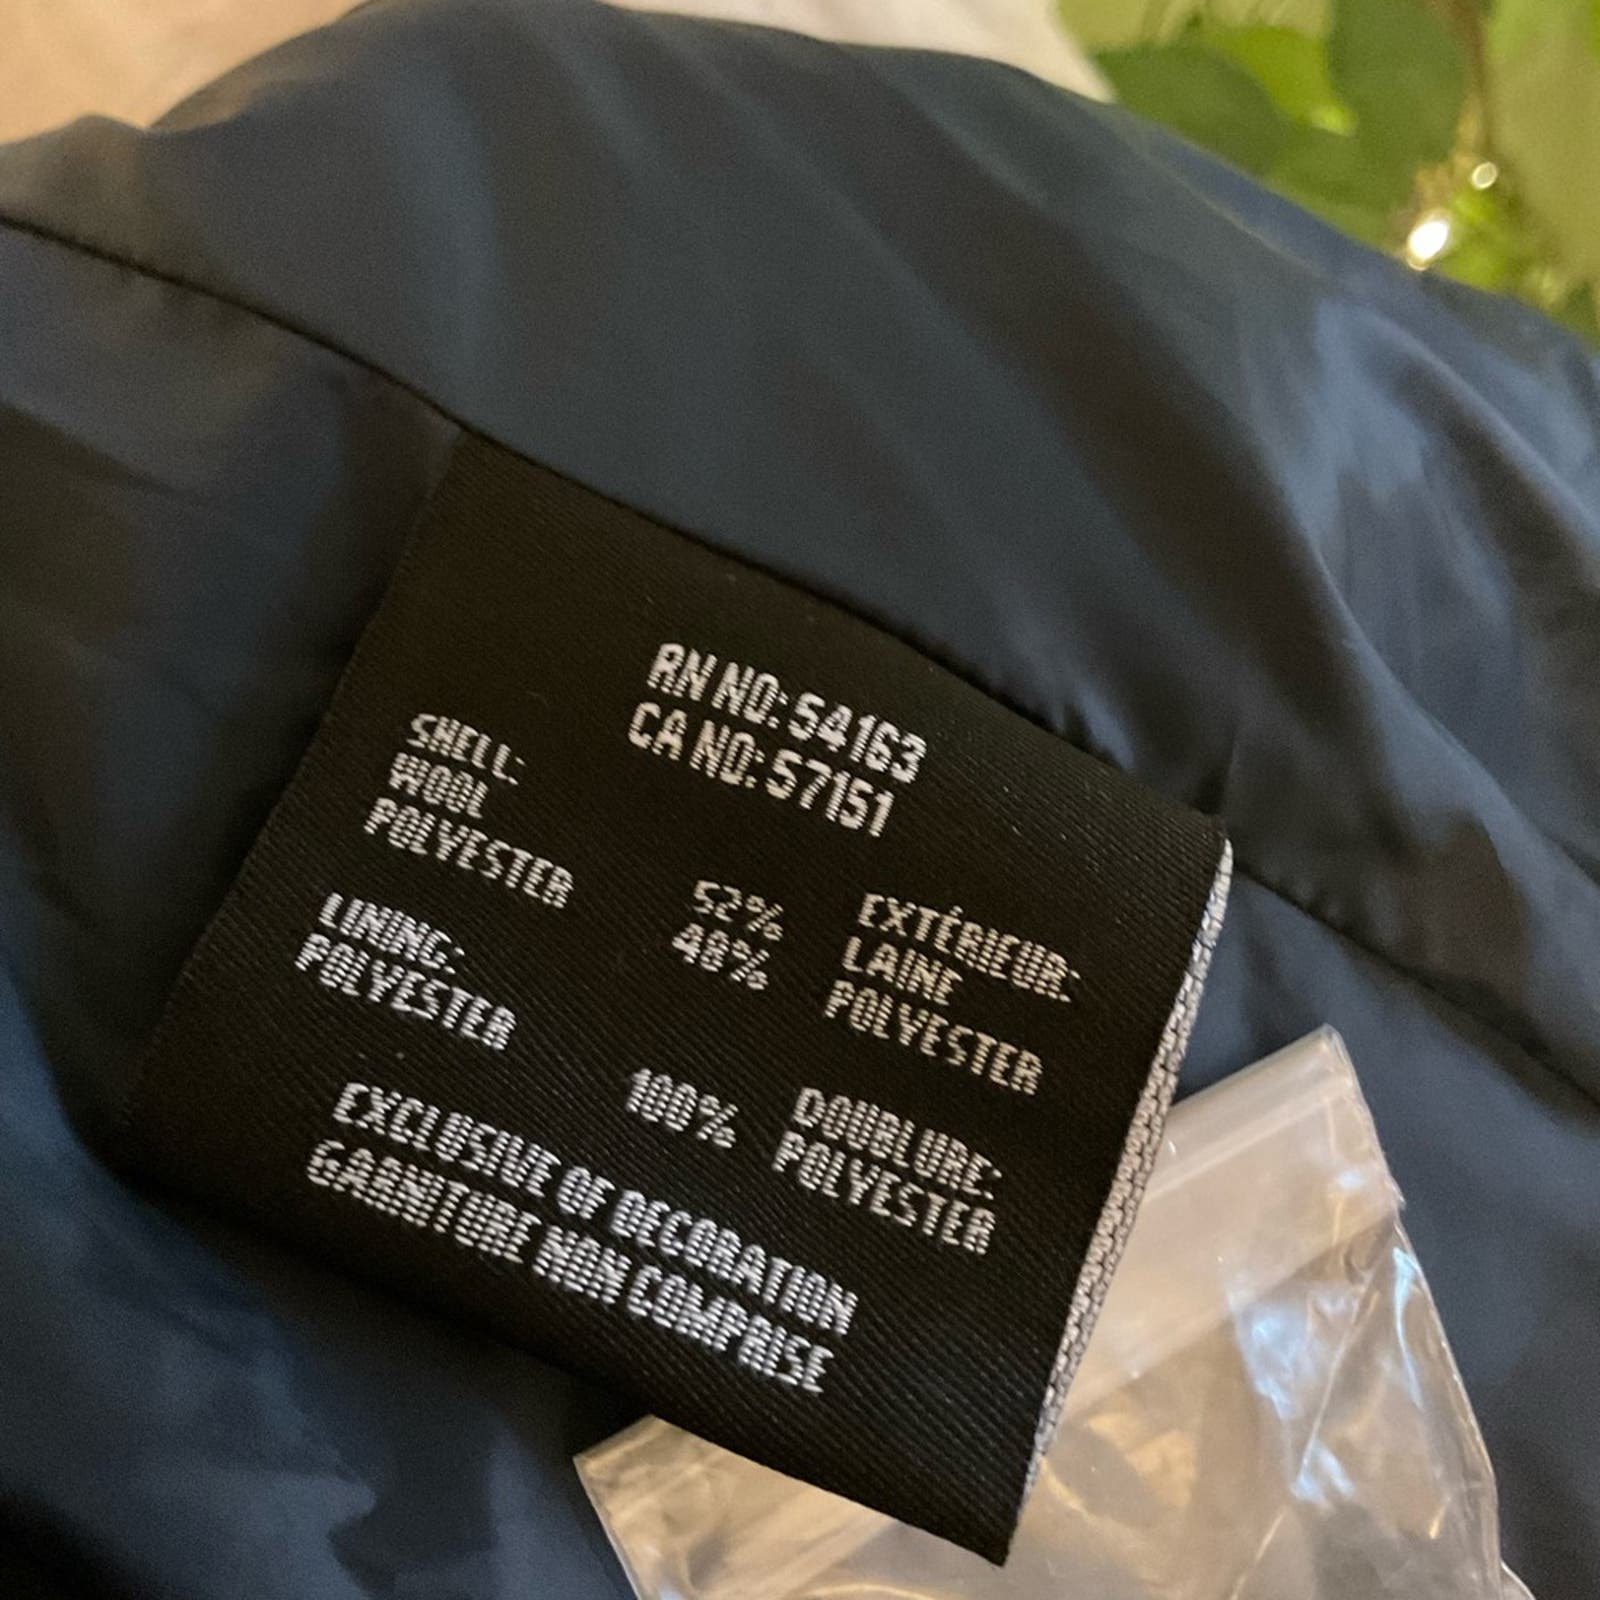 RN NO: 54163
CA NO: 57151
SHELL:
WOOL 52%
POLYESTER 48%
LINING:
POLYESTER 100%
EXTÉRIEUR:
LAINE
POLYESTER
DOUBLURE:
POLYESTER
EXCLUSIVE OF DECORATION
GARNITURE NON COMPRISE